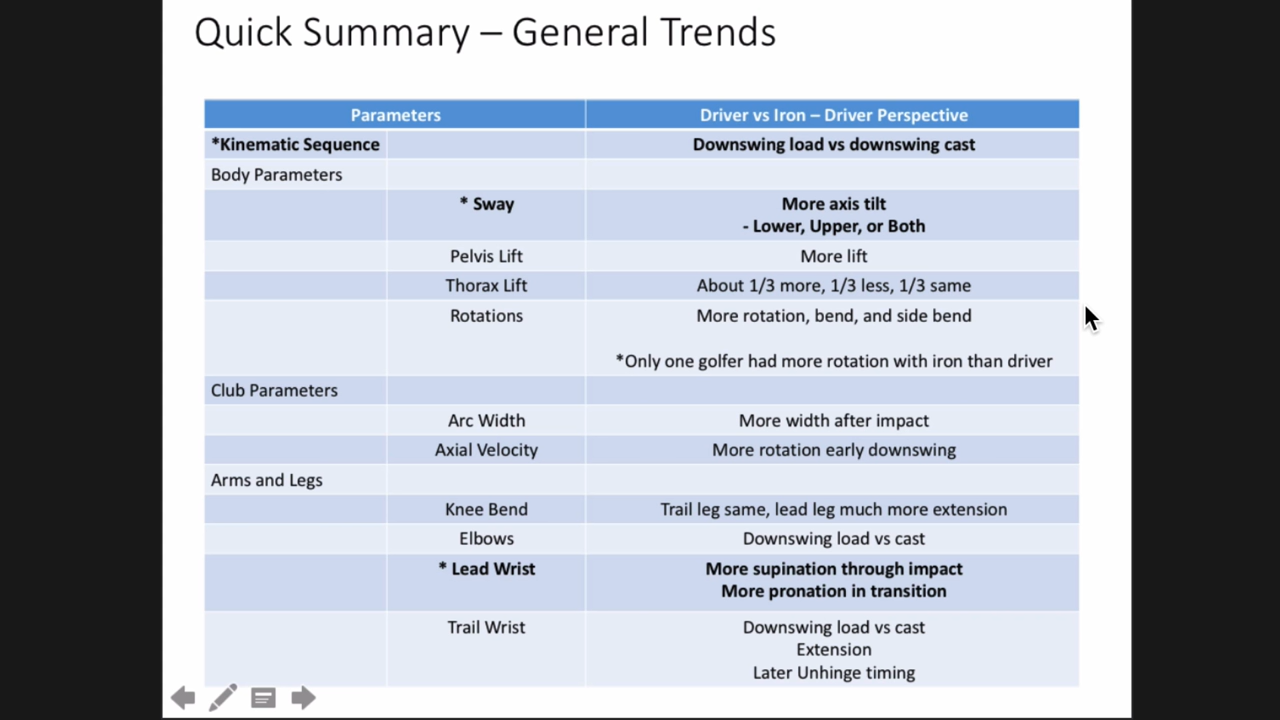 Quick Summary – General Trends
Parameters
Driver vs Iron – Driver Perspective
*Kinematic Sequence
Downswing load vs downswing cast
Body Parameters
* Sway
More axis tilt
- Lower, Upper, or Both
Pelvis Lift
More lift
Thorax Lift
About 1/3 more, 1/3 less, 1/3 same
Rotations
More rotation, bend, and side bend
*Only one golfer had more rotation with iron than driver
Club Parameters
Arc Width
More width after impact
Axial Velocity
More rotation early downswing
Arms and Legs
Knee Bend
Trail leg same, lead leg much more extension
Elbows
Downswing load vs cast
* Lead Wrist
More supination through impact
More pronation in transition
Trail Wrist
Downswing load vs cast
Extension
Later Unhinge timing